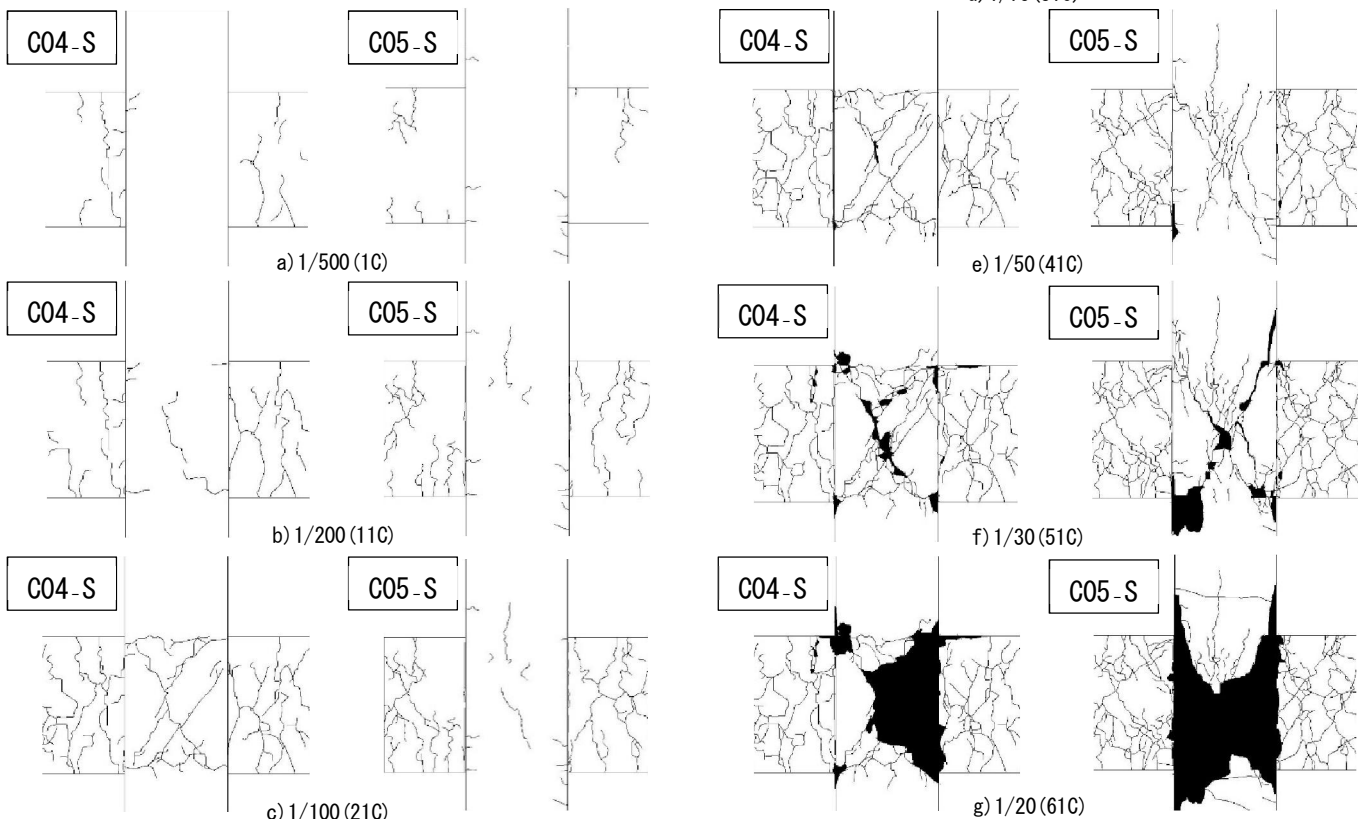 C04-S
C05-S
a)1/500(1C)
C04-S
C05-S
b)1/200(11C)
C04-S
C05-S
c)1/100(21C)
C04-S
C05-S
e)1/50(41C)
C04-S
C05-S
f)1/30(51C)
C04-S
C05-S
g)1/20(61C)